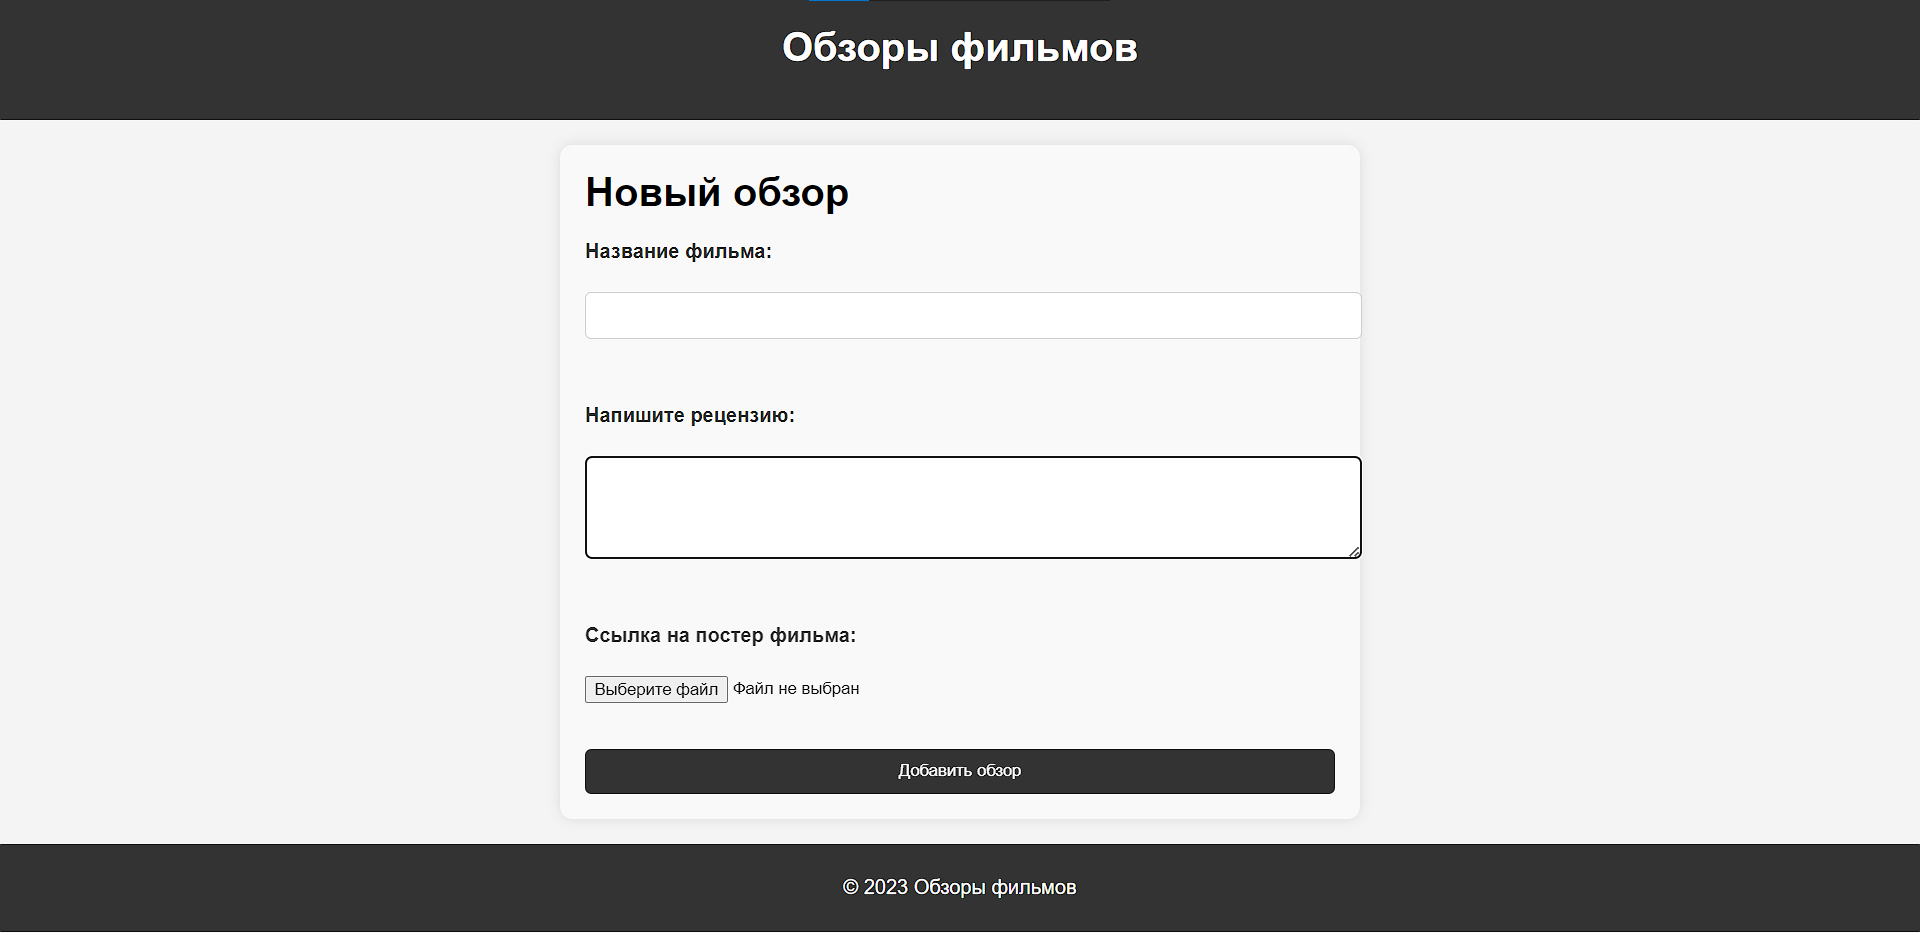 Обзоры фильмов
Новый обзор
Название фильма:
Напишите рецензию:
Ссылка на постер фильма:
Выберите файл Файл не выбран
Добавить обзор
© 2023 Обзоры фильмов